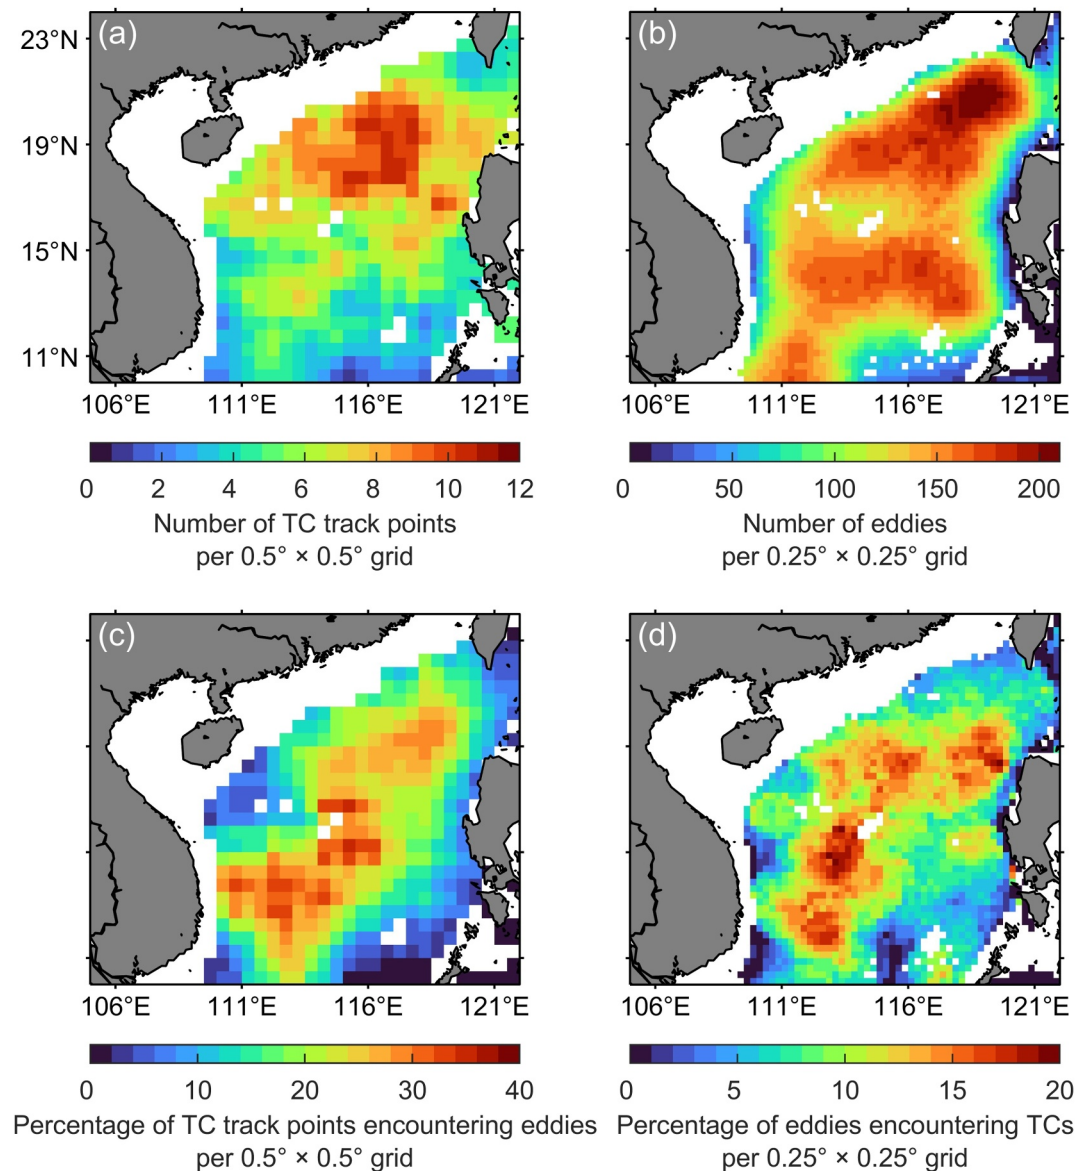 (a)
(b)
23°N
19°N
15°N
11°N
106°E 111°E 116°E 121°E
106°E 111°E 116°E 121°E
0 2 4 6 8 10 12
Number of TC track points
per 0.5° × 0.5° grid
0 50 100 150 200
Number of eddies
per 0.25° × 0.25° grid
(c)
(d)
106°E 111°E 116°E 121°E
106°E 111°E 116°E 121°E
0 10 20 30 40
Percentage of TC track points encountering eddies
per 0.5° × 0.5° grid
0 5 10 15 20
Percentage of eddies encountering TCs
per 0.25° × 0.25° grid